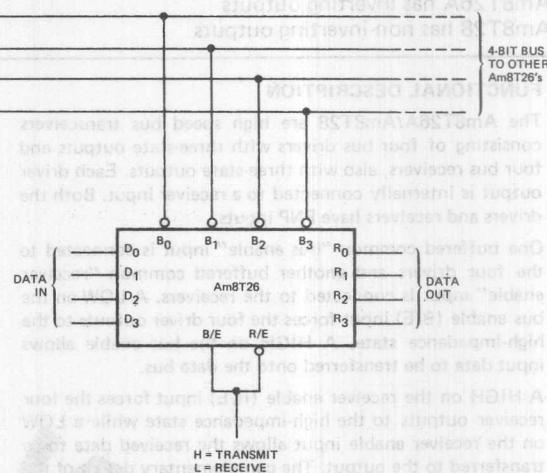 Am8T26A has inverting outputs
Am8T28 has non-inverting outputs
4-BIT BUS
TO OTHER
Am8T26's
FUNCTIONAL DESCRIPTION
The Am8T26A/Am8T28 are high speed bus transceivers
consisting of four bus drivers with three-state outputs and
four bus receivers, also with three-state outputs. Each driver
output is internally connected to a receiver input. Both the
drivers and receivers have PNP inputs.
One buffered common "bus enable" input is connected to
the four drivers and another buffered common "receiver
enable" input is connected to the receivers. A LOW on the
bus enable (B/E) input forces the four driver outputs to the
high-impedance state. A HIGH on the bus enable allows
input data to be transferred onto the data bus.
A HIGH on the receiver enable (R/E) input forces the four
receiver outputs to the high-impedance state while a LOW
on the receiver enable input allows the received data to be
transferred to the output. The complementary design of the
B0 B1 B2 B3
D0 R0
D1 R1
D2 R2
D3 R3
Am8T26
DATA
IN
DATA
OUT
B/E R/E
H = TRANSMIT
L = RECEIVE